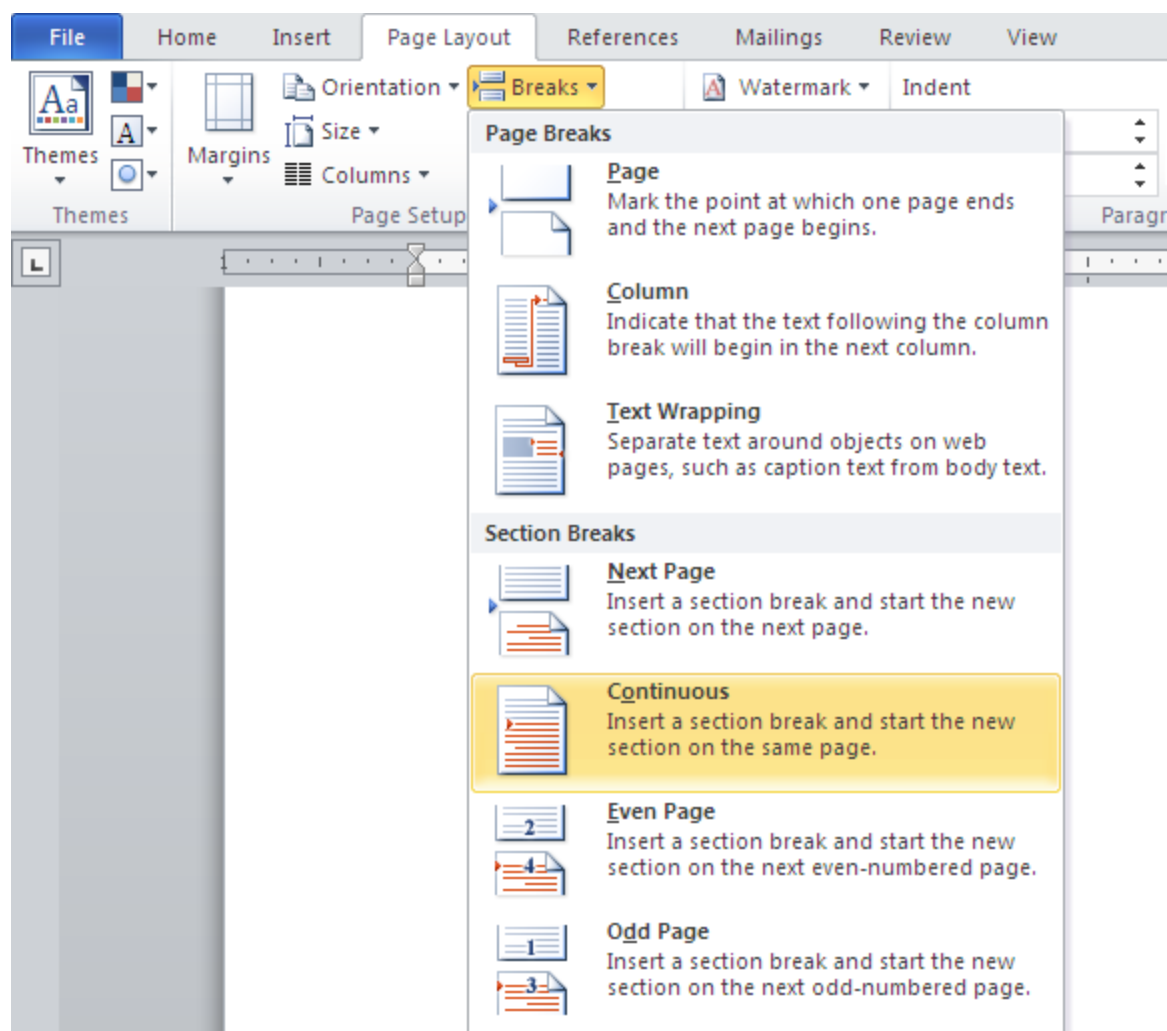 File Home Insert Page Layout References Mailings Review View
Orientation Breaks Watermark Indent
Aa
A
Size
Themes Margins
Columns
Themes Page Setup Paragr
1
Page Breaks
Page
Mark the point at which one page ends
and the next page begins.
Column
Indicate that the text following the column
break will begin in the next column.
Text Wrapping
Separate text around objects on web
pages, such as caption text from body text.
Section Breaks
Next Page
Insert a section break and start the new
section on the next page.
Continuous
Insert a section break and start the new
section on the same page.
Even Page
2
Insert a section break and start the new
section on the next even-numbered page.
4
Odd Page
1
Insert a section break and start the new
section on the next odd-numbered page.
3